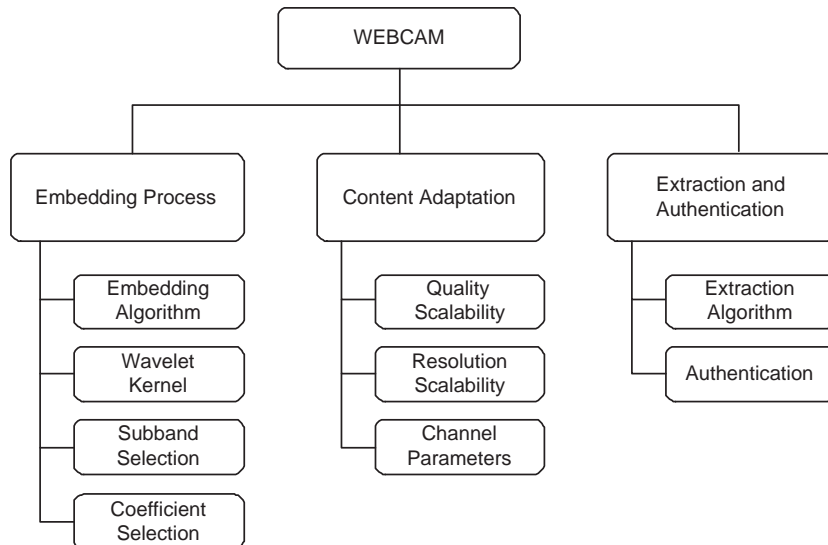 WEBCAM
Embedding Process
Content Adaptation
Extraction and
Authentication
Embedding
Algorithm
Wavelet
Kernel
Subband
Selection
Coefficient
Selection
Quality
Scalability
Resolution
Scalability
Channel
Parameters
Extraction
Algorithm
Authentication